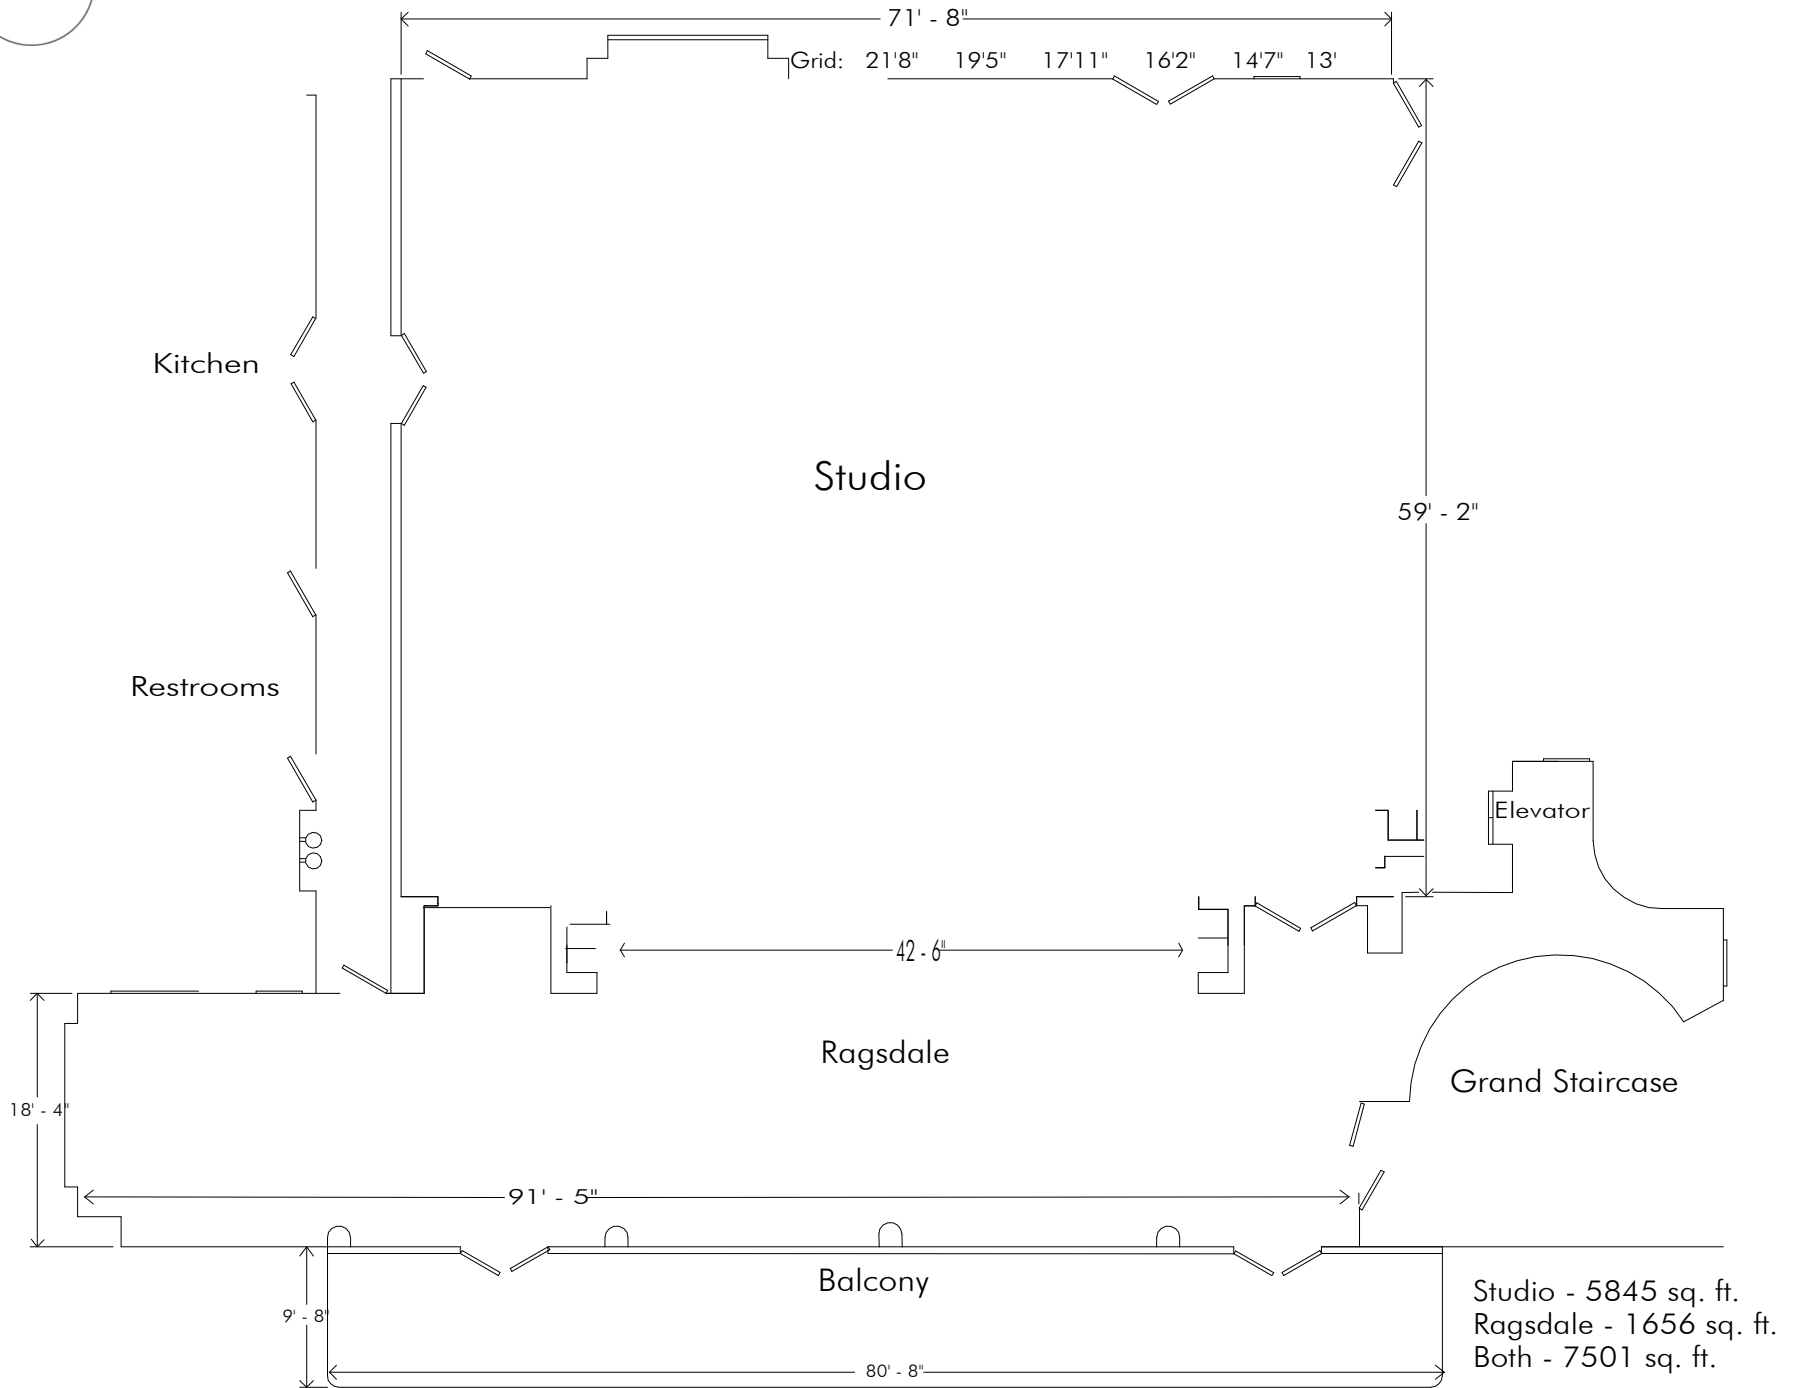 71' - 8"
Grid: 21'8" 19'5" 17'11" 16'2" 14'7" 13'
Kitchen
Studio
59' - 2"
Restrooms
Elevator
42 - 6"
Ragsdale
Grand Staircase
18' - 4"
91' - 5"
Balcony
9' - 8"
80' - 8"
Studio - 5845 sq. ft.
Ragsdale - 1656 sq. ft.
Both - 7501 sq. ft.